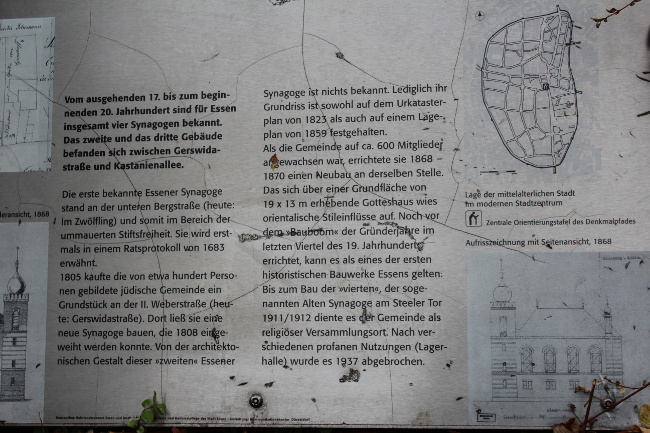 Vom ausgehenden 17. bis zum begin-
nenden 20. Jahrhundert sind für Essen
insgesamt vier Synagogen bekannt.
Das zweite und das dritte Gebäude
befanden sich zwischen Gerswida-
straße und Kastanienallee.
Die erste bekannte Essener Synagoge
stand an der unteren Bergstraße (heute:
Im Zwölfling) und somit im Bereich der
ummauerten Stiftsfreiheit. Sie wird erst-
mals in einem Ratsprotokoll von 1683
erwähnt.
1805 kaufte die von etwa hundert Perso-
nen gebildete jüdische Gemeinde ein
Grundstück an der II. Weberstraße (heu-
te: Gerswidastraße). Dort ließ sie eine
neue Synagoge bauen, die 1808 einge-
weiht werden konnte. Von der architekto-
nischen Gestalt dieser »zweiten« Essener
Synagoge ist nichts bekannt. Lediglich ihr
Grundriss ist sowohl auf dem Urkataster-
plan von 1823 als auch auf einem Lage-
plan von 1859 festgehalten.
Als die Gemeinde auf ca. 600 Mitglieder
angewachsen war, errichtete sie 1868 –
1870 einen Neubau an derselben Stelle.
Das sich über einer Grundfläche von
19 x 13 m erhebende Gotteshaus wies
orientalische Stileinflüsse auf. Noch vor
dem »Bauboom« der Gründerjahre im
letzten Viertel des 19. Jahrhunderts
errichtet, kann es als eines der ersten
historistischen Bauwerke Essens gelten.
Bis zum Bau der »vierten«, der soge-
nannten Alten Synagoge am Steeler Tor
1911/1912 diente es der Gemeinde als
religiöser Versammlungsort. Nach ver-
schiedenen profanen Nutzungen (Lager-
halle) wurde es 1937 abgebrochen.
Lage der mittelalterlichen Stadt
im modernen Stadtzentrum
Zentrale Orientierungstafel des Denkmalpfades
Aufrisszeichnung mit Seitenansicht, 1868
deransicht, 1868